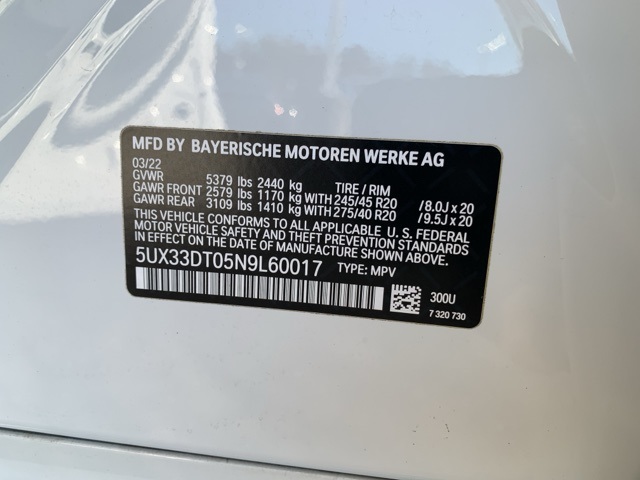 MFD BY BAYERISCHE MOTOREN WERKE AG
03/22
GVWR 5379 lbs 2440 kg TIRE / RIM
GAWR FRONT 2579 lbs 1170 kg WITH 245/45 R20 /8.0J x 20
GAWR REAR 3109 lbs 1410 kg WITH 275/40 R20 /9.5J x 20
THIS VEHICLE CONFORMS TO ALL APPLICABLE U. S. FEDERAL
MOTOR VEHICLE SAFETY, BUMPER, AND THEFT PREVENTION
STANDARDS IN EFFECT ON THE DATE OF MANUFACTURE SHOWN ABOVE.
5UX33DT05N9L60017 TYPE: MPV
300U
7 320 730